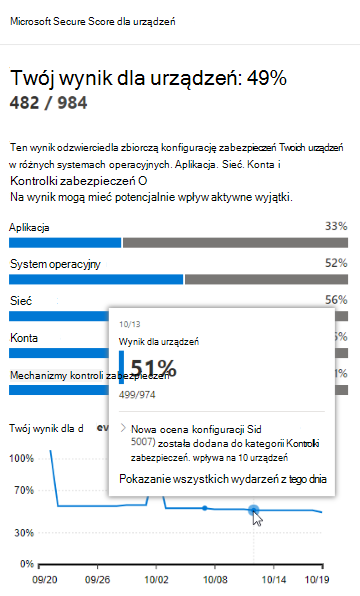 Microsoft Secure Score dla urządzeń
Twój wynik dla urządzeń: 49%
482 / 984
Ten wynik odzwierciedla zbiorczą konfigurację zabezpieczeń Twoich urządzeń
w różnych systemach operacyjnych. Aplikacja. Sieć. Konta i
Kontrolki zabezpieczeń O
Na wynik mogą mieć potencjalnie wpływ aktywne wyjątki.
Aplikacja 33%
System operacyjny 52%
Sieć 56%
Konta
Mechanizmy kontroli zabezpieczeń
10/13
Wynik dla urządzeń
51%
499/974
Nowa ocena konfiguracji Sid
5007) została dodana do kategorii Kontrolki
zabezpieczeń. wpływa na 10 urządzeń
Pokazanie wszystkich wydarzeń z tego dnia
Twój wynik dla d ev
100%
70%
30%
0%
09/20 09/26 10/02 10/08 10/14 10/19